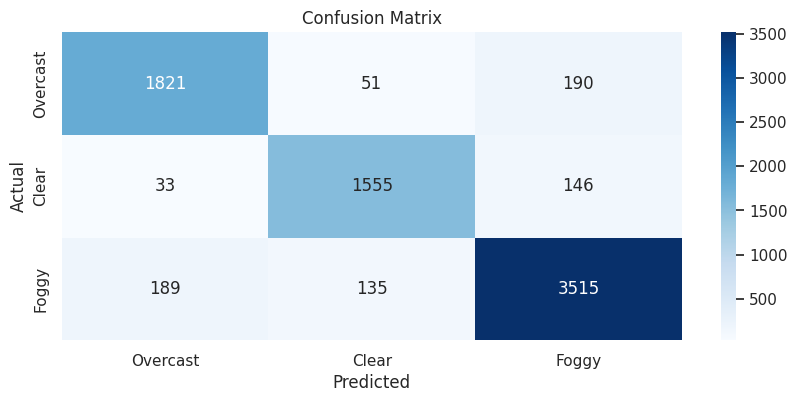 Confusion Matrix
Actual
Overcast
1821 51 190
Clear
33 1555 146
Foggy
189 135 3515
Overcast Clear Foggy
Predicted
3500
3000
2500
2000
1500
1000
500